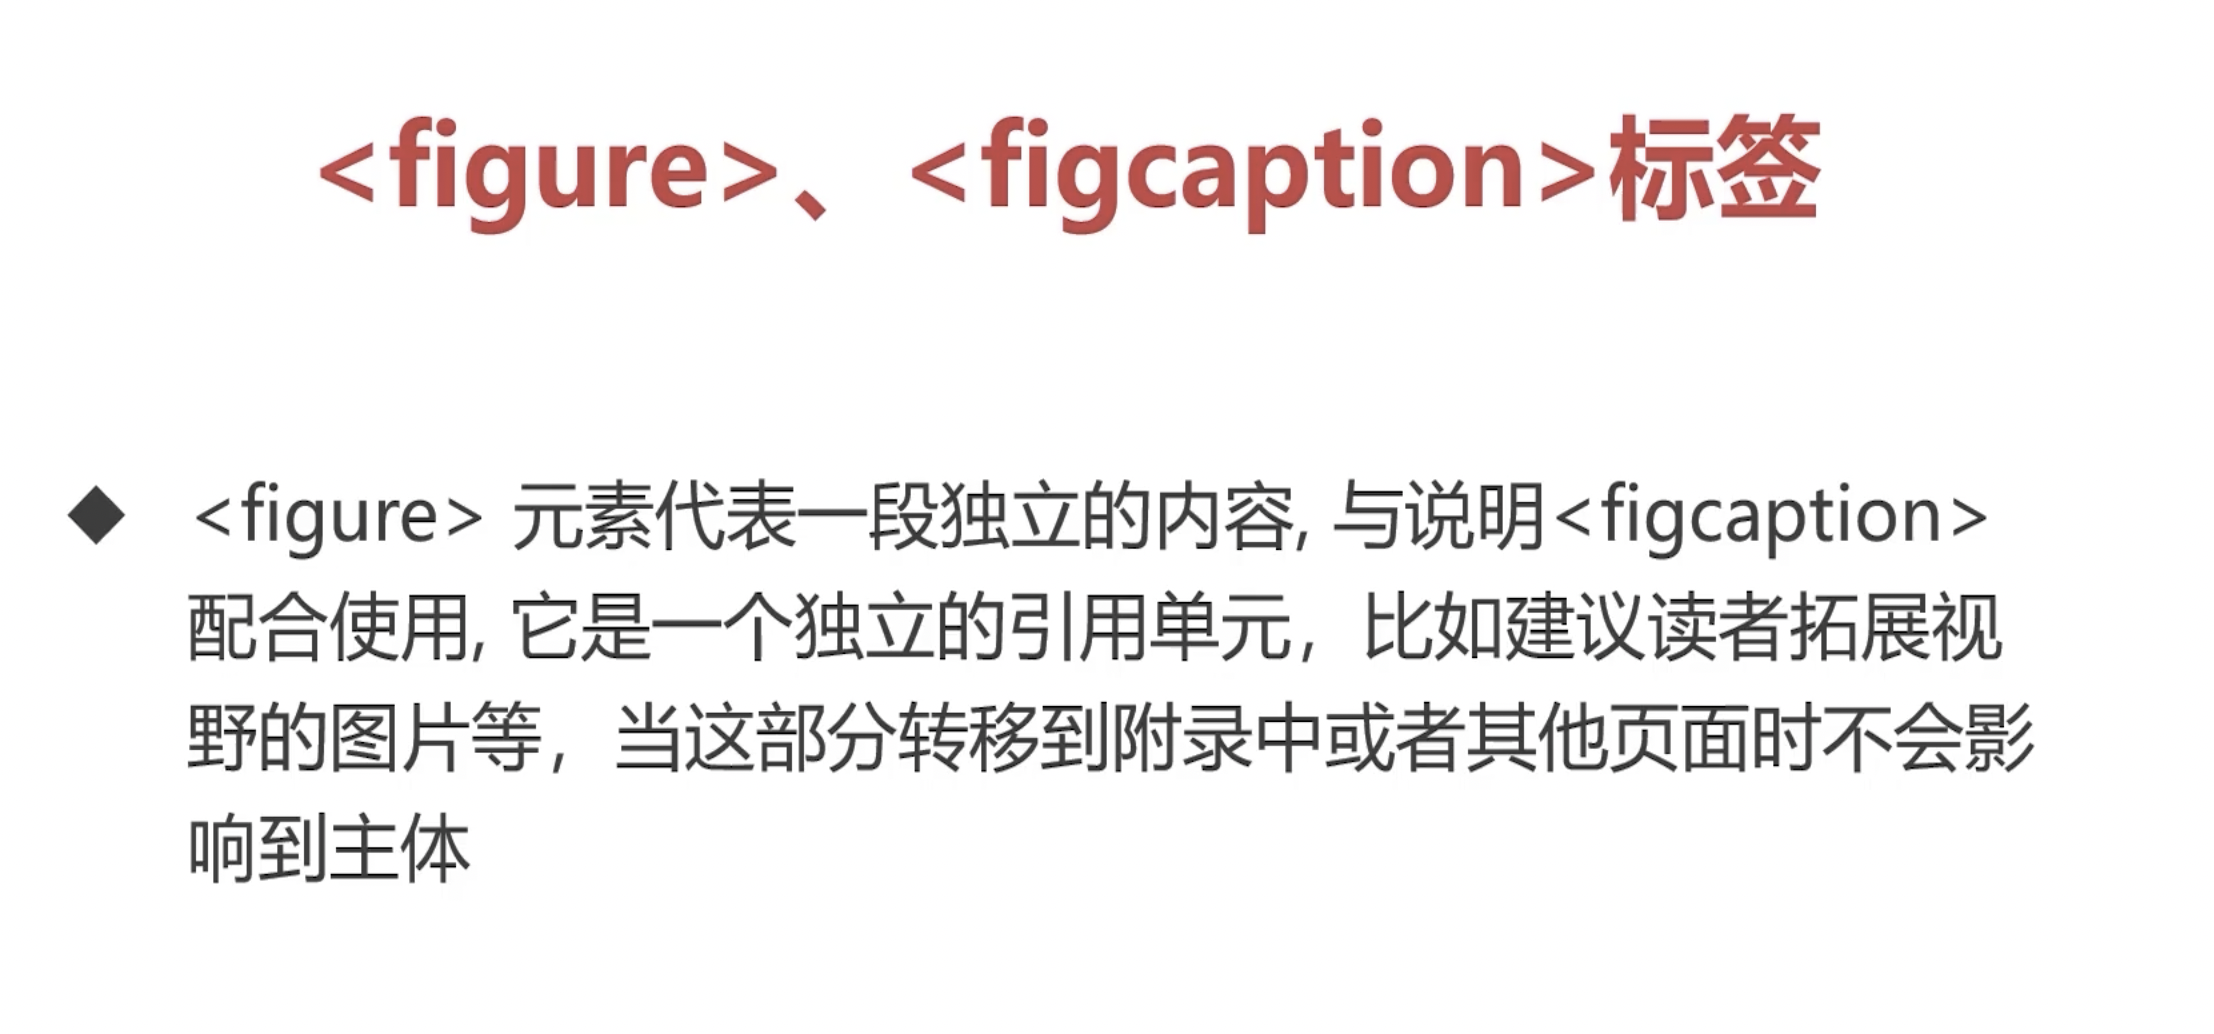 <figure>、<figcaption>标签
◆ <figure> 元素代表一段独立的内容, 与说明<figcaption>
配合使用, 它是一个独立的引用单元，比如建议读者拓展视
野的图片等，当这部分转移到附录中或者其他页面时不会影
响到主体